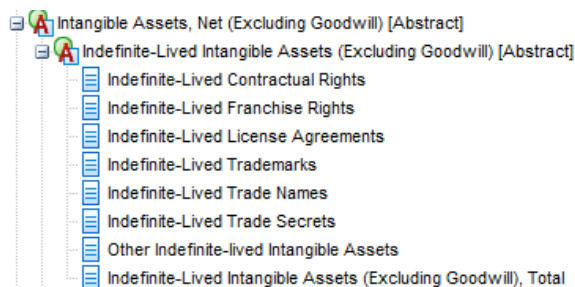 Intangible Assets, Net (Excluding Goodwill) [Abstract]
Indefinite-Lived Intangible Assets (Excluding Goodwill) [Abstract]
Indefinite-Lived Contractual Rights
Indefinite-Lived Franchise Rights
Indefinite-Lived License Agreements
Indefinite-Lived Trademarks
Indefinite-Lived Trade Names
Indefinite-Lived Trade Secrets
Other Indefinite-lived Intangible Assets
Indefinite-Lived Intangible Assets (Excluding Goodwill), Total